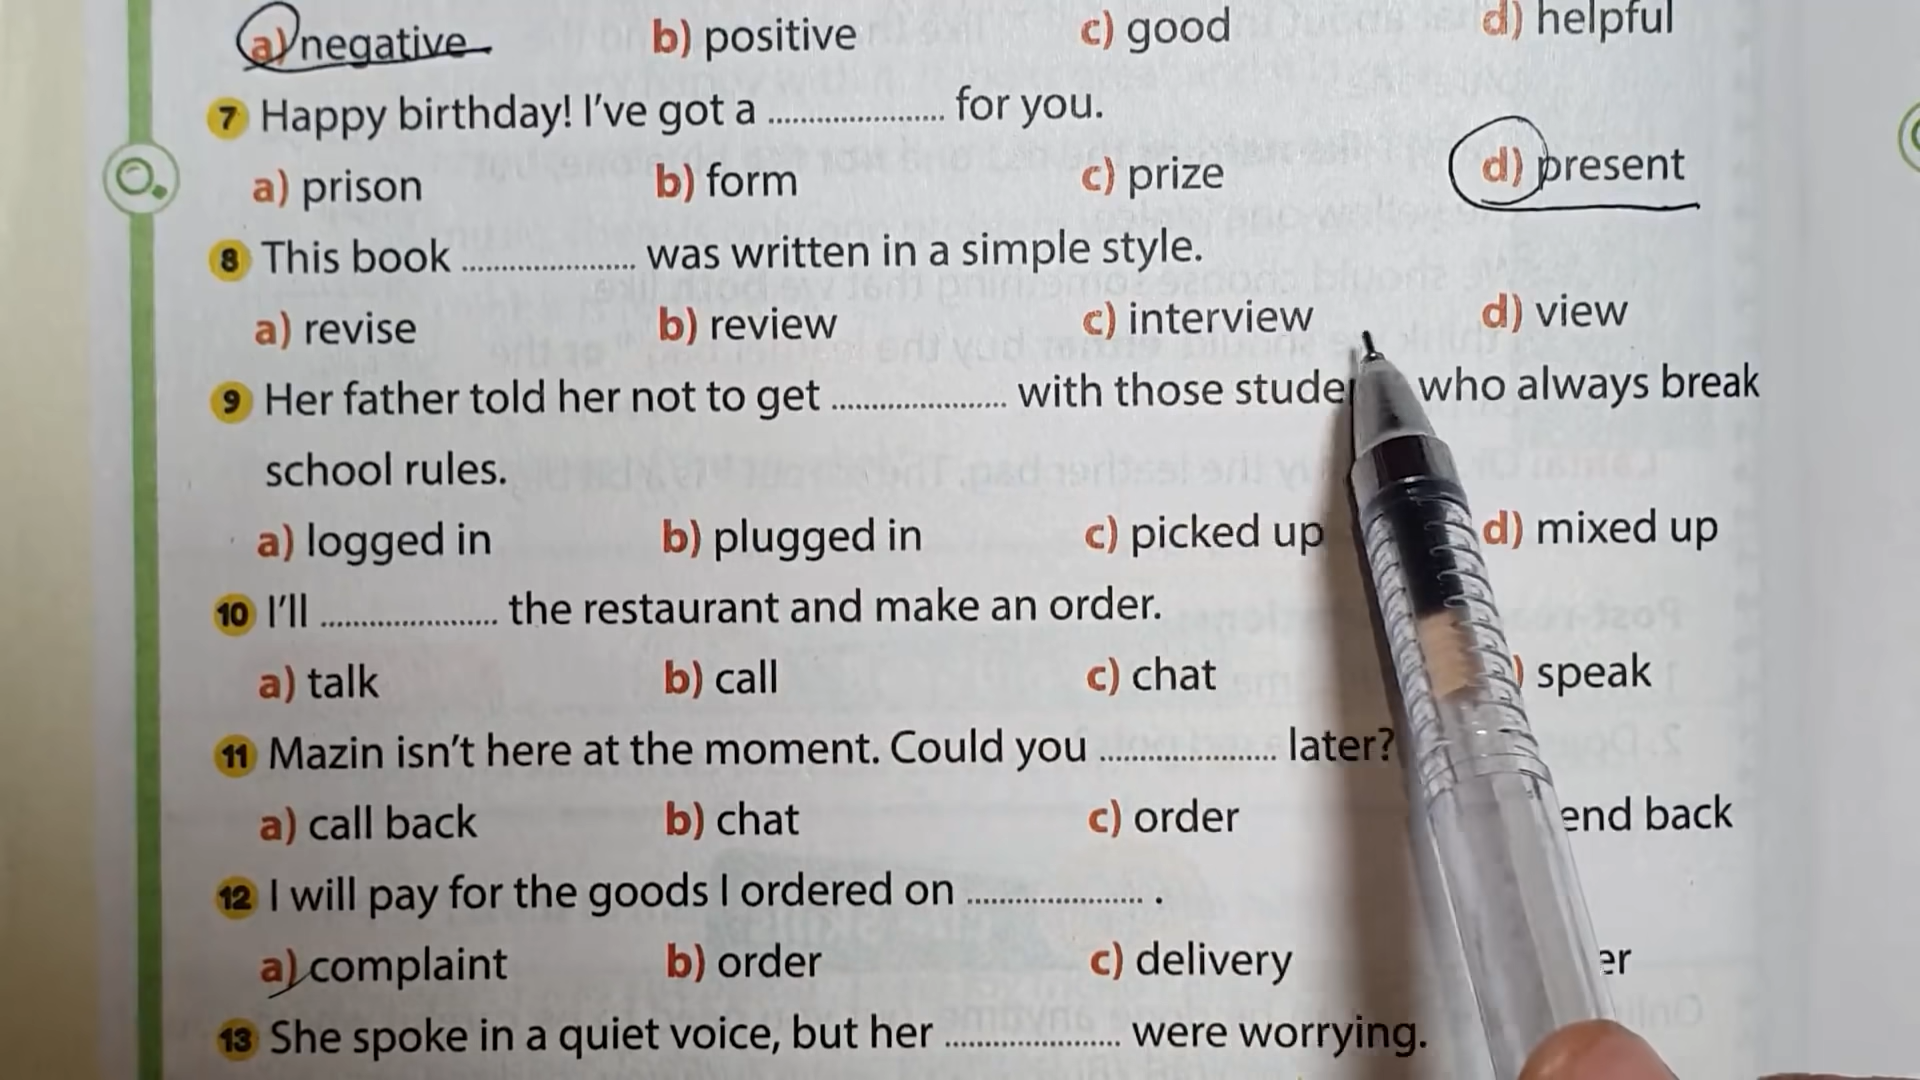 a) negative b) positive c) good d) helpful
7 Happy birthday! I've got a ..................... for you.
a) prison b) form c) prize d) present
8 This book ..................... was written in a simple style.
a) revise b) review c) interview d) view
9 Her father told her not to get ..................... with those who always break
school rules.
a) logged in b) plugged in c) picked up d) mixed up
10 I'll ..................... the restaurant and make an order.
a) talk b) call c) chat speak
11 Mazin isn't here at the moment. Could you ..................... later?
a) call back b) chat c) order back
12 I will pay for the goods I ordered on ..................... .
a) complaint b) order c) delivery
13 She spoke in a quiet voice, but her ..................... were worrying.